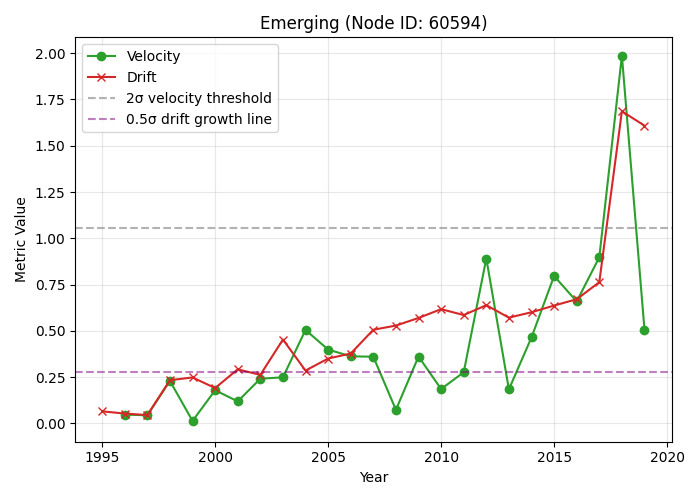 Emerging (Node ID: 60594)
Velocity
Drift
2σ velocity threshold
0.5σ drift growth line
Metric Value
2.00
1.75
1.50
1.25
1.00
0.75
0.50
0.25
0.00
1995
2000
2005
2010
2015
2020
Year